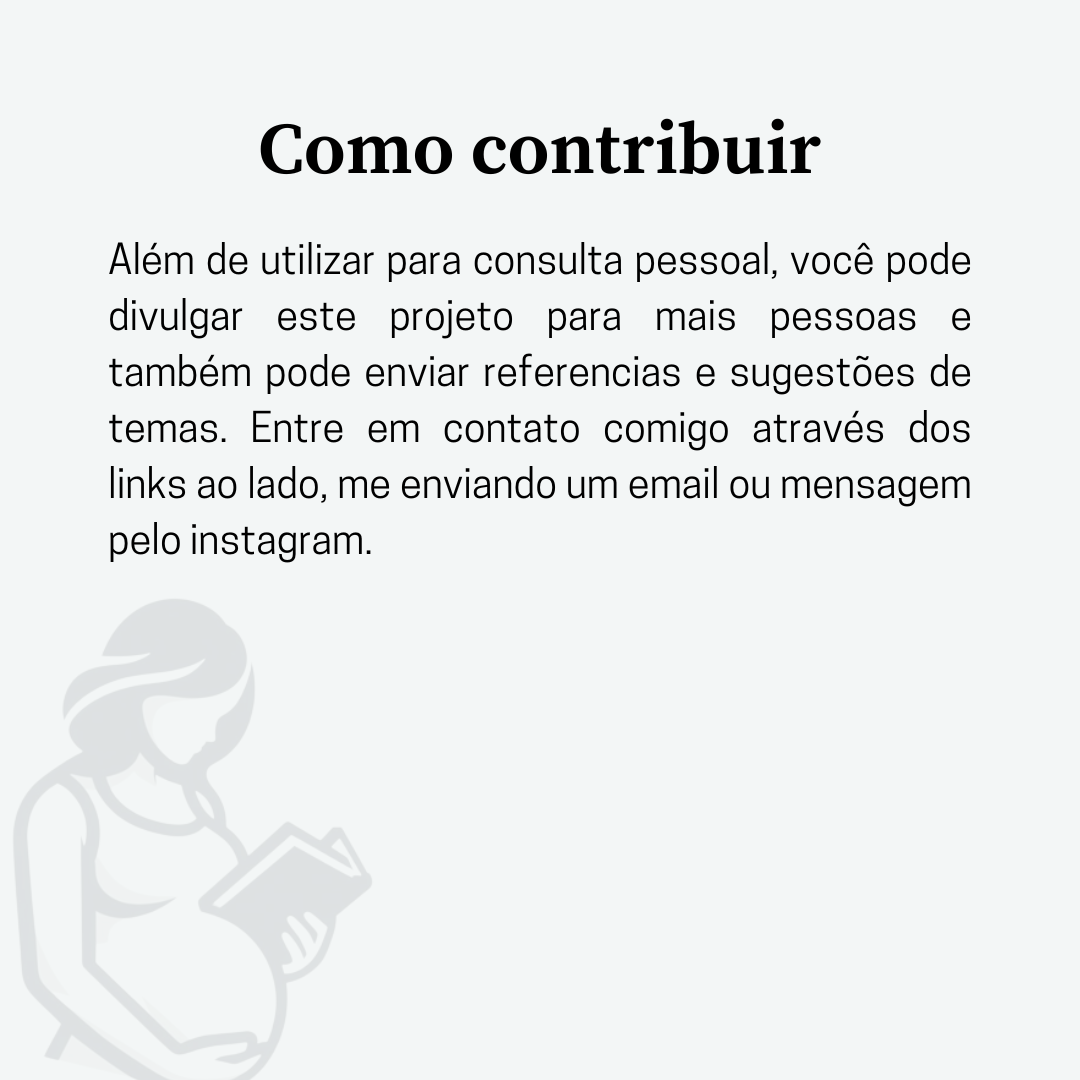 Como contribuir
Além de utilizar para consulta pessoal, você pode
divulgar este projeto para mais pessoas e
também pode enviar referencias e sugestões de
temas. Entre em contato comigo através dos
links ao lado, me enviando um email ou mensagem
pelo instagram.